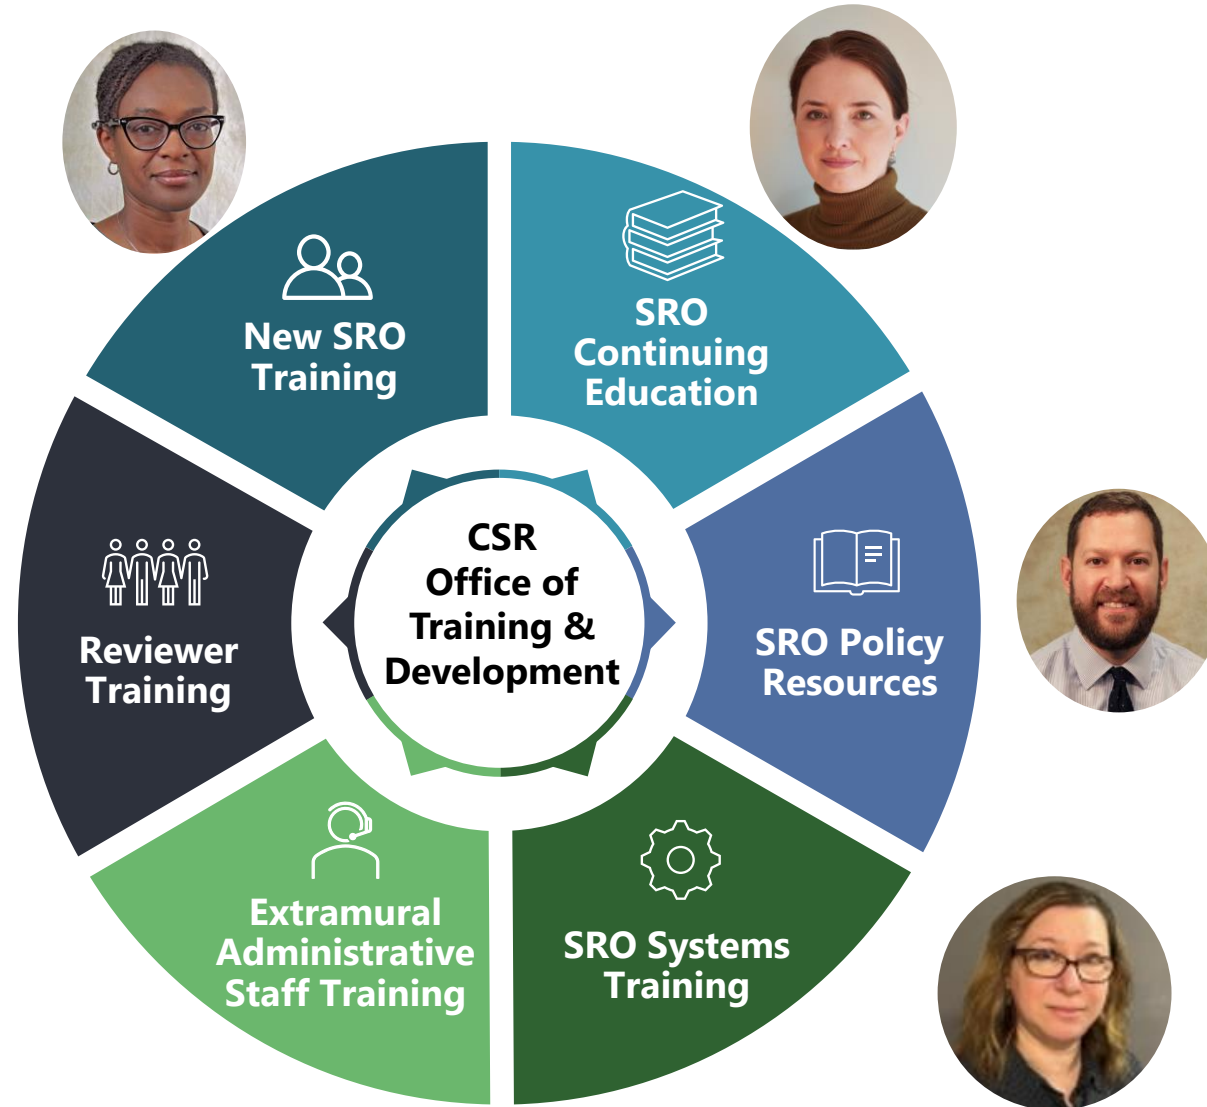 New SRO
Training
SRO
Continuing
Education
SRO Policy
Resources
SRO Systems
Training
Extramural
Administrative
Staff Training
Reviewer
Training
CSR
Office of
Training &
Development